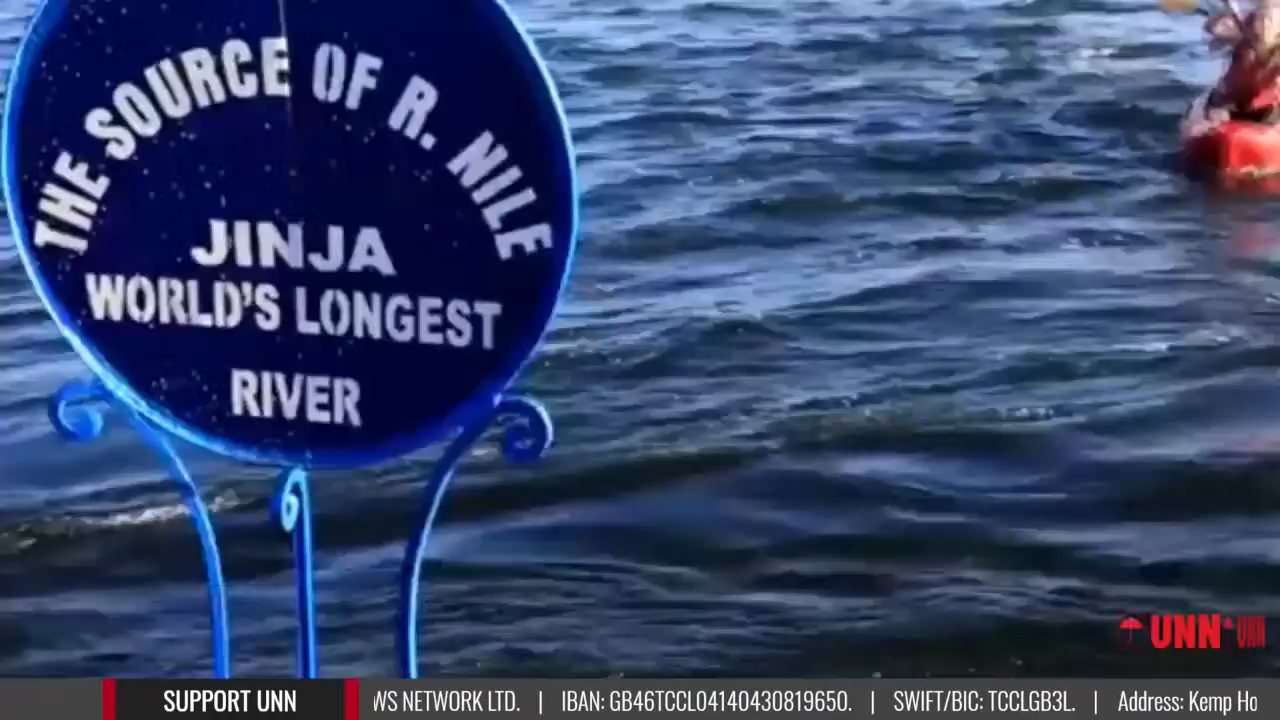 THE SOURCE OF R. NILE
JINJA
WORLD'S LONGEST
RIVER
UNN UNN
SUPPORT UNN
WS NETWORK LTD. | IBAN: GB46TCCL04140430819650. | SWIFT/BIC: TCCLGB3L. | Address: Kemp Ho